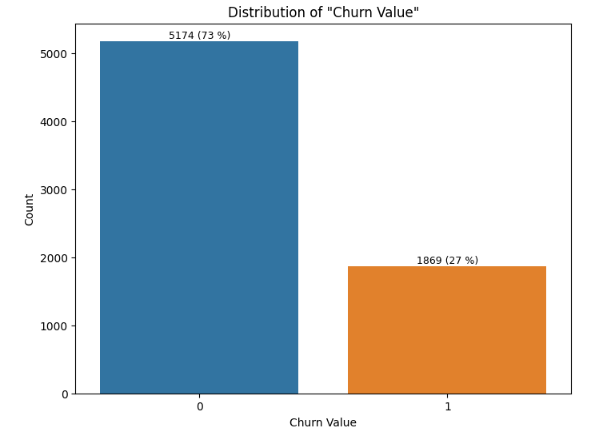 Distribution of "Churn Value"
5174 (73 %)
1869 (27 %)
5000
4000
3000
2000
1000
0
Count
0 1
Churn Value